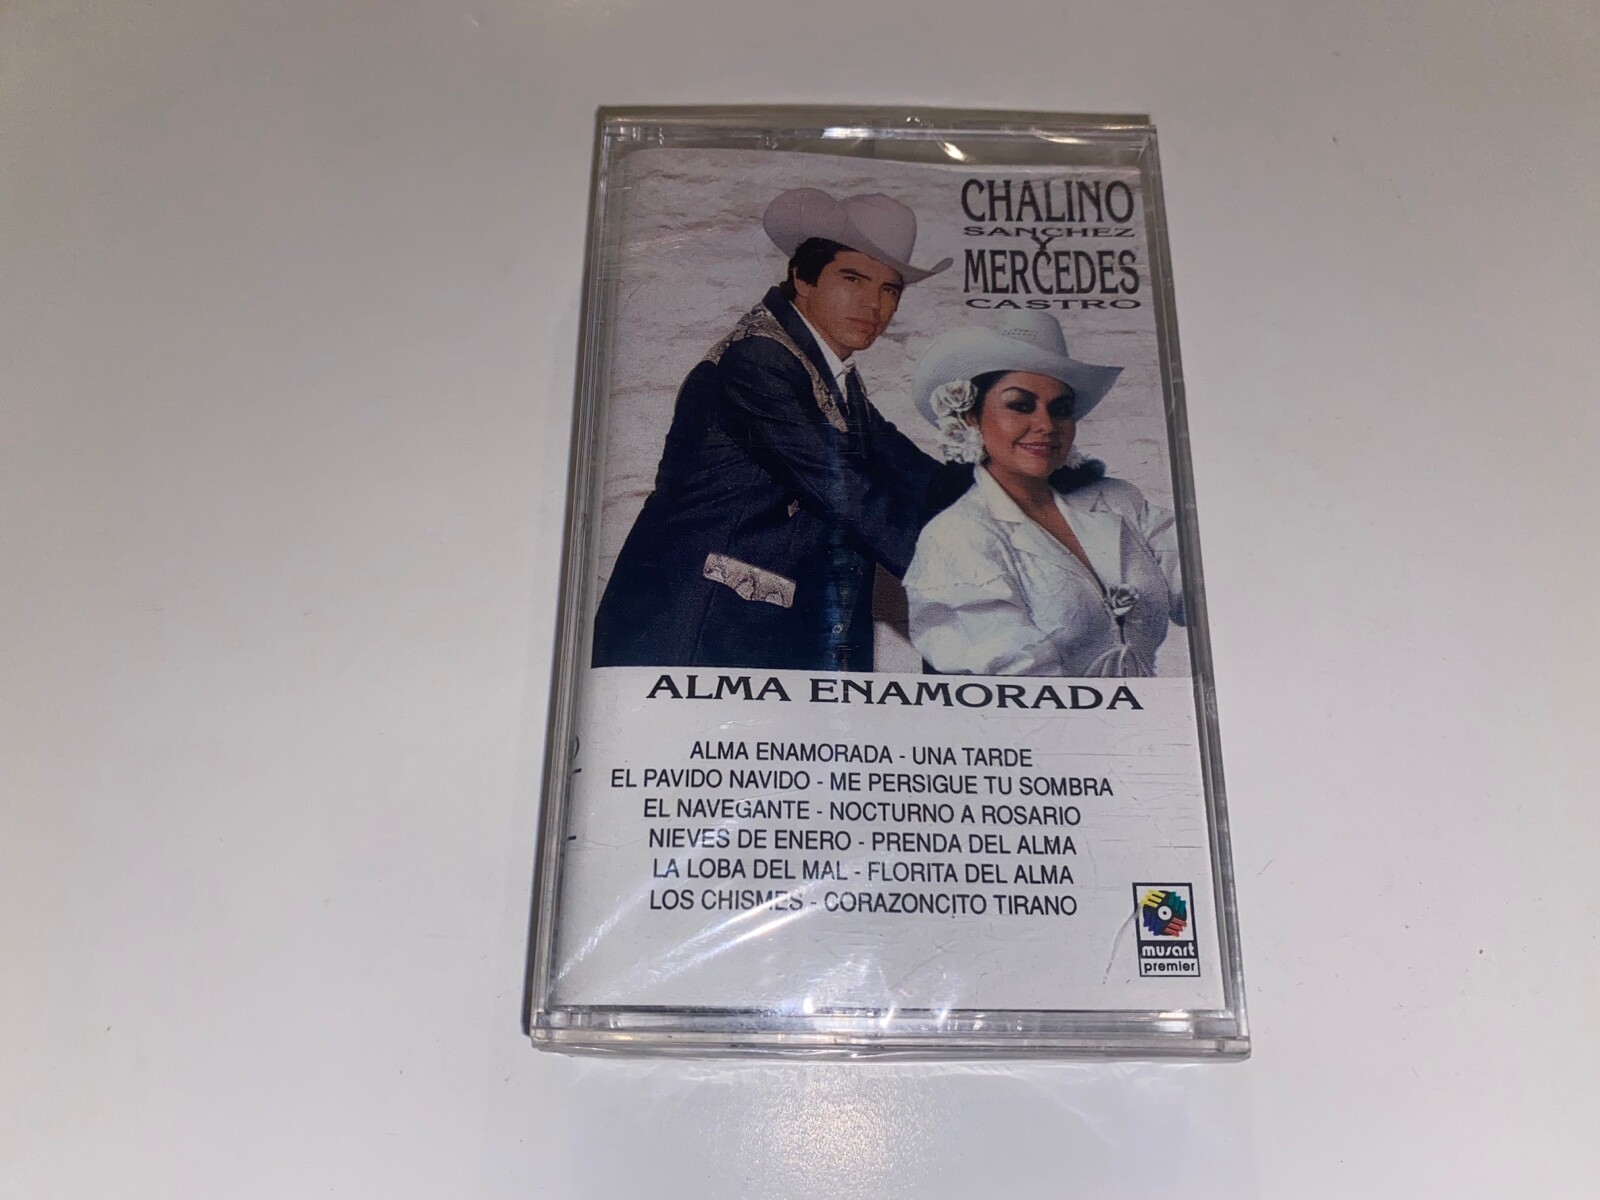 CHALINO
SANCHEZ
Y
MERCEDES
CASTRO
ALMA ENAMORADA
ALMA ENAMORADA - UNA TARDE
EL PAVIDO NAVIDO - ME PERSIGUE TU SOMBRA
EL NAVEGANTE - NOCTURNO A ROSARIO
NIEVES DE ENERO - PRENDA DEL ALMA
LA LOBA DEL MAL - FLORITA DEL ALMA
LOS CHISMES - CORAZONCITO TIRANO
musart
premier